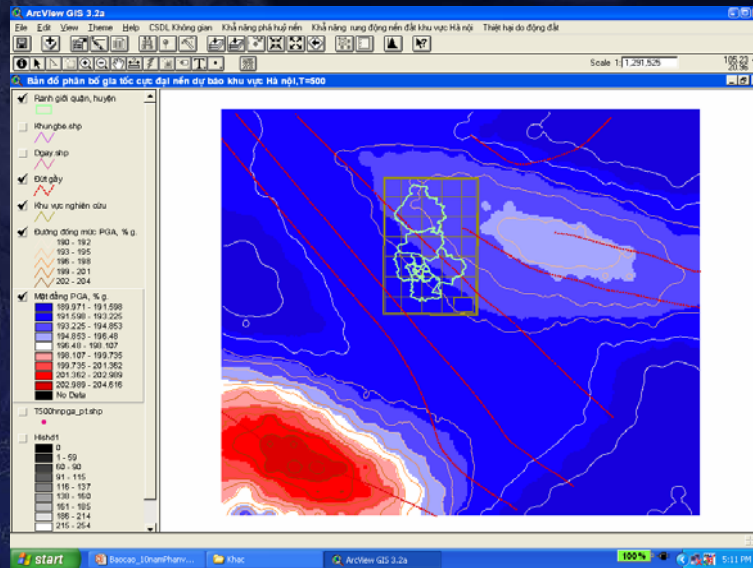 ArcView GIS 3.2a
File Edit View Theme Help CSDL Không gian Khả năng phá huỷ nền Khả năng rung động nền đất khu vực Hà nội Thiệt hại do động đất
Scale 1: 1,291,525
105.23
20.96
Bản đồ phân bố gia tốc cực đại nền dự báo khu vực Hà nội,T=500
Ranh giới quận, huyện
Khungbe.shp
Dgay.shp
Đứt gãy
Khu vực nghiên cứu
Đường đồng mức PGA, % g.
190 - 192
193 - 195
196 - 198
199 - 201
202 - 204
Mặt đẳng PGA, % g.
189.971 - 191.598
191.598 - 193.225
193.225 - 194.853
194.853 - 196.48
196.48 - 198.107
198.107 - 199.735
199.735 - 201.362
201.362 - 202.989
202.989 - 204.616
No Data
T500hnpga_pt.shp
Hishd1
0
1 - 59
60 - 90
91 - 115
116 - 137
138 - 160
161 - 185
186 - 214
215 - 254
start
Baocao_10namPhanv...
Khac
ArcView GIS 3.2a
100%
5:11 PM